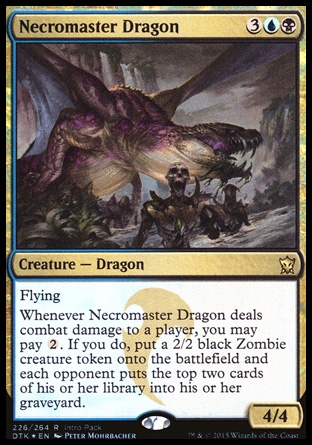 Necromaster Dragon 3
Creature — Dragon
Flying
Whenever Necromaster Dragon deals
combat damage to a player, you may
pay 2. If you do, put a 2/2 black Zombie
creature token onto the battlefield and
each opponent puts the top two cards
of his or her library into his or her
graveyard.
4/4
226/264 R Intro Pack
DTK ★ EN Peter Mohrbacher
™ & © 2015 Wizards of the Coast